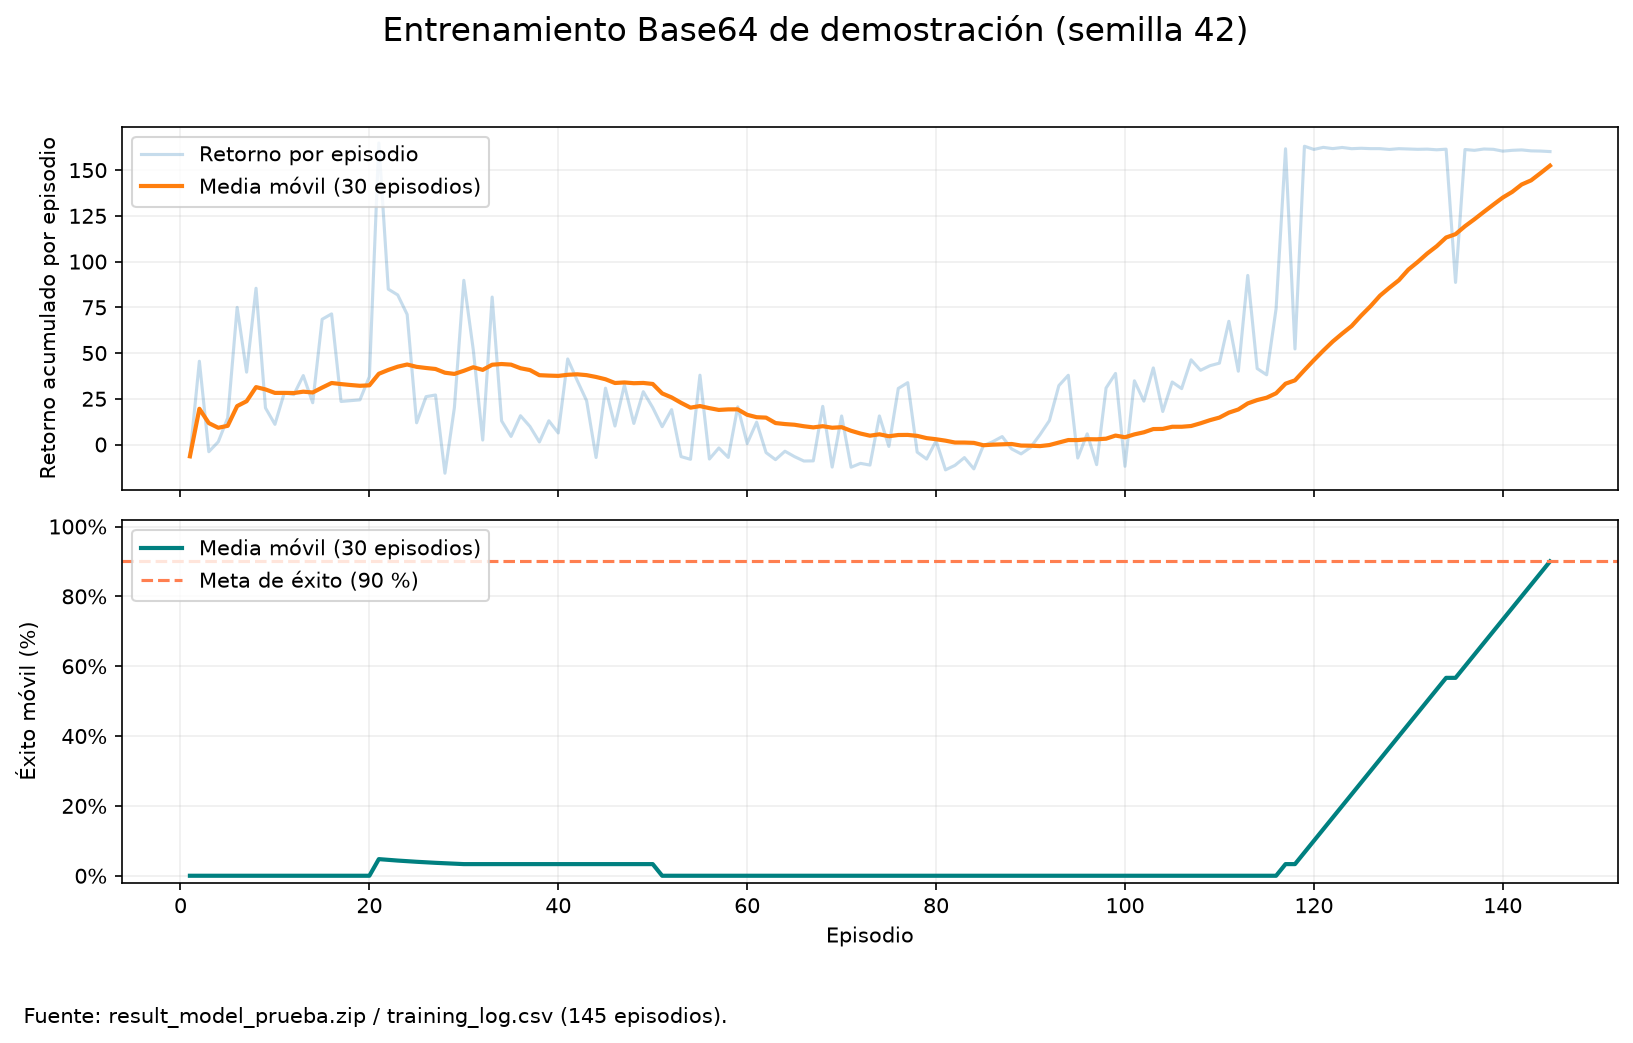 Entrenamiento Base64 de demostración (semilla 42)
Retorno acumulado por episodio
150
125
100
75
50
25
0
Retorno por episodio
Media móvil (30 episodios)
Éxito móvil (%)
100%
80%
60%
40%
20%
0%
Media móvil (30 episodios)
Meta de éxito (90 %)
0
20
40
60
80
100
120
140
Episodio
Fuente: result_model_prueba.zip / training_log.csv (145 episodios).